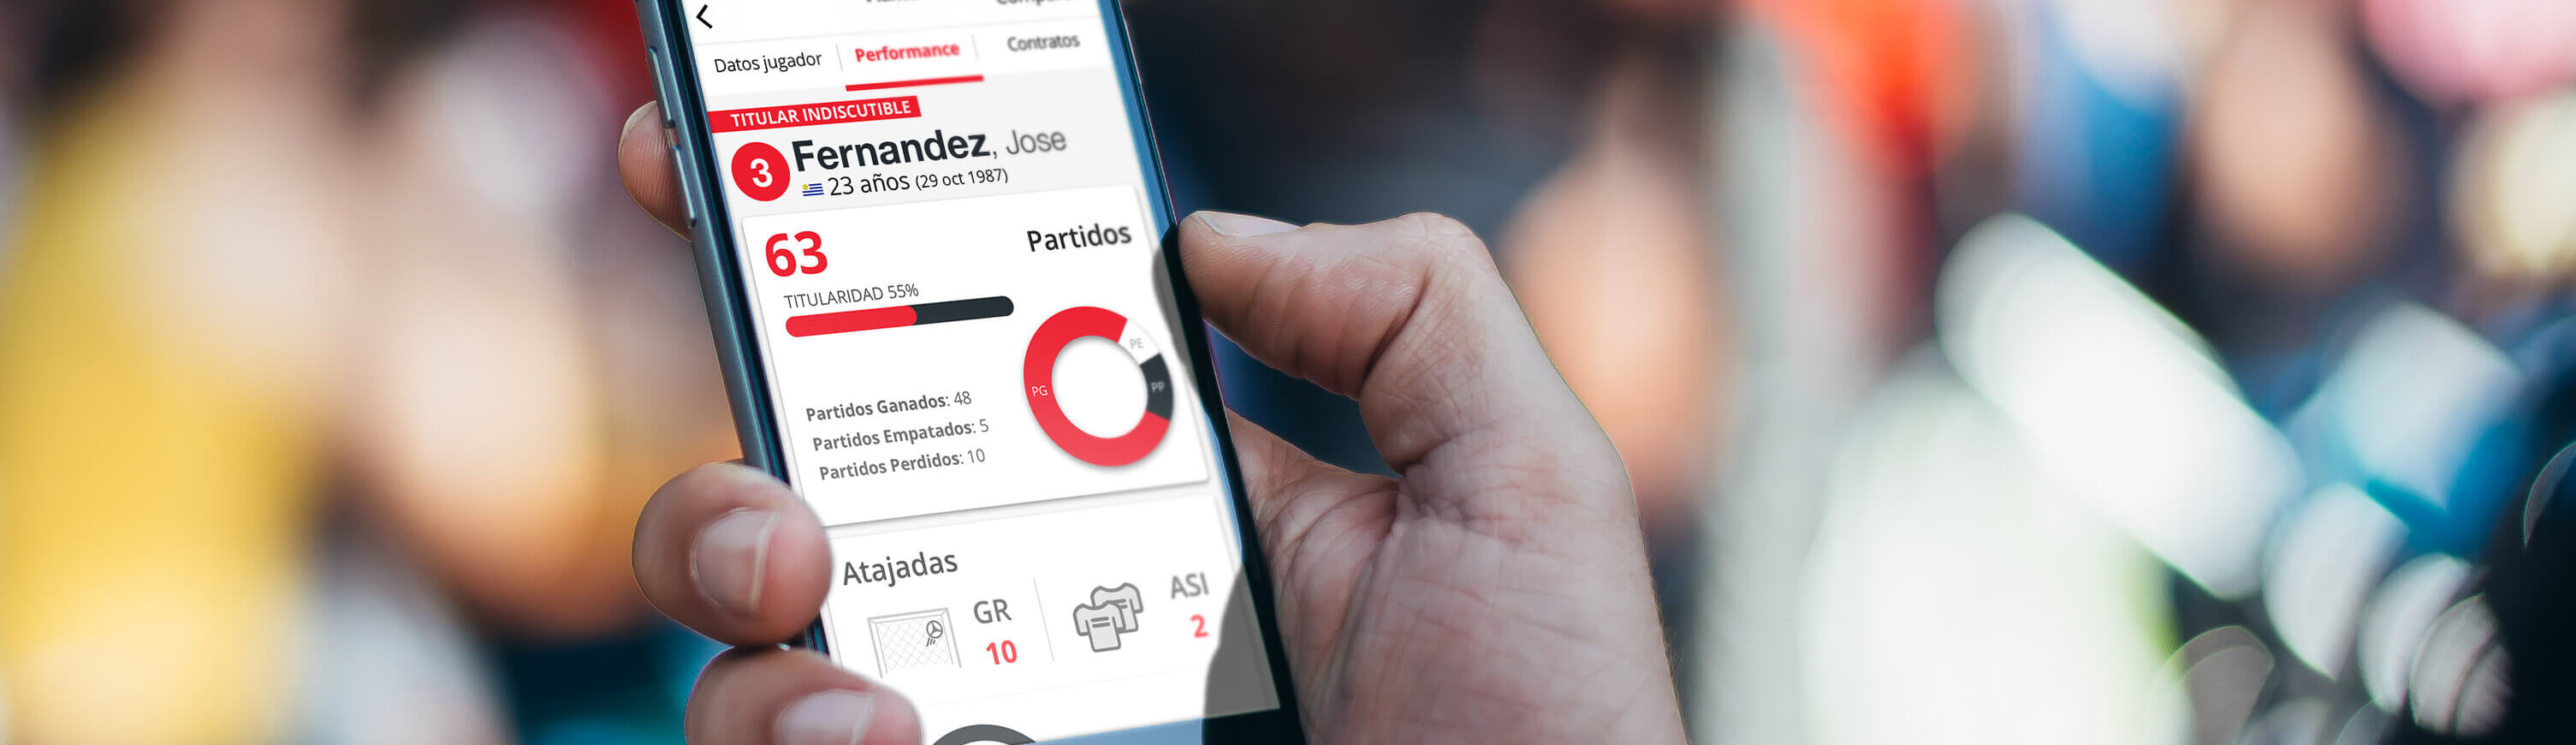 Datos jugador
Performance
Contratos
TITULAR INDISCUTIBLE
3
Fernandez, Jose
23 años (29 oct 1987)
63
Partidos
TITULARIDAD 55%
PE
PG
PP
Partidos Ganados: 48
Partidos Empatados: 5
Partidos Perdidos: 10
Atajadas
GR
10
ASI
2